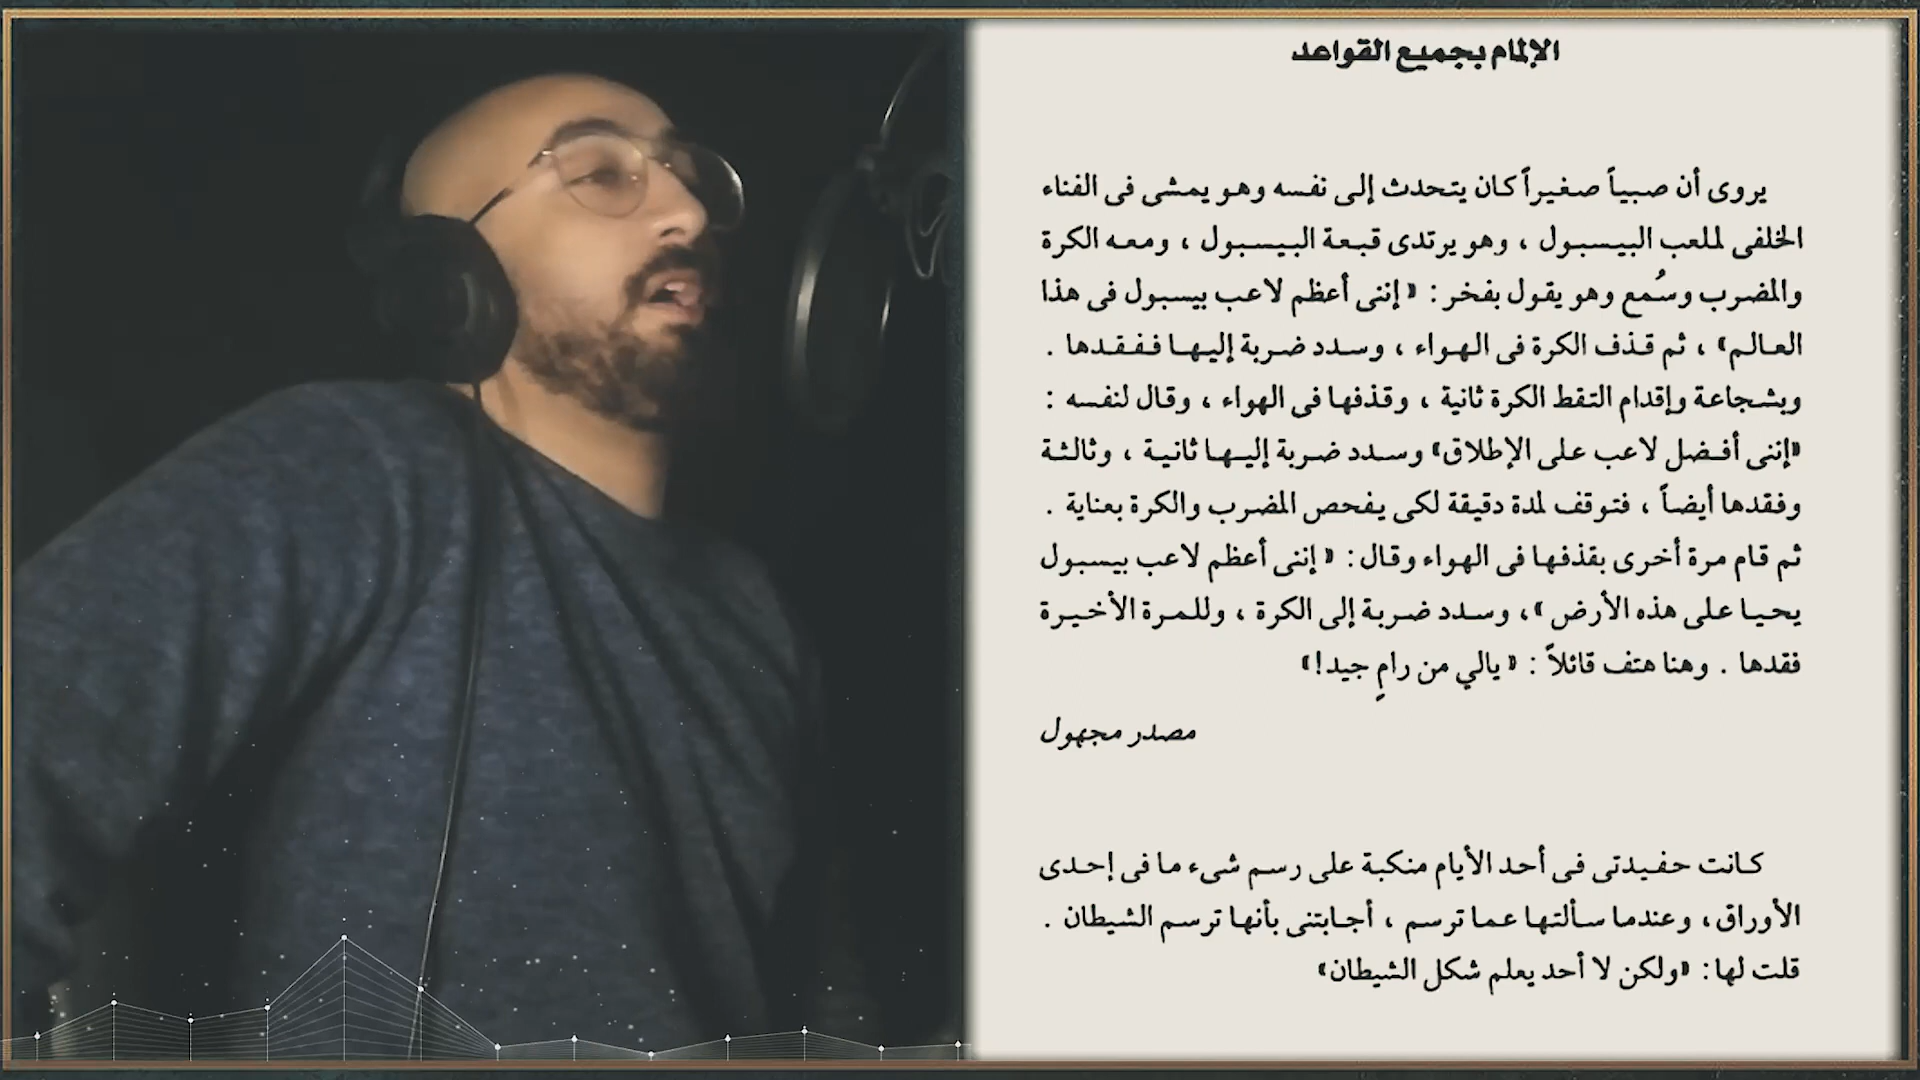 الإلمام بجميع القواعد
يروى أن صبياً صغيراً كان يتحدث إلى نفسه وهو يمشى فى الفناء
الخلفى لملعب البيسبول ، وهو يرتدى قبعة البيسبول ، ومعه الكرة
والمضرب وسُمع وهو يقول بفخر : « إننى أعظم لاعب بيسبول فى هذا
العالم» ، ثم قذف الكرة فى الهواء ، وسدد ضربة إليها ففقدها .
وبشجاعة وإقدام التقط الكرة ثانية ، وقذفها فى الهواء ، وقال لنفسه :
«إننى أفضل لاعب على الإطلاق» وسدد ضربة إليها ثانية ، وثالثة
وفقدها أيضاً ، فتوقف لمدة دقيقة لكى يفحص المضرب والكرة بعناية .
ثم قام مرة أخرى بقذفها فى الهواء وقال : « إننى أعظم لاعب بيسبول
يحيا على هذه الأرض »، وسدد ضربة إلى الكرة ، وللمرة الأخيرة
فقدها . وهنا هتف قائلاً : « يالي من رامٍ جيد!»
مصدر مجهول
كانت حفيدتى فى أحد الأيام منكبة على رسم شىء ما فى إحدى
الأوراق، وعندما سألتها عما ترسم ، أجابتنى بأنها ترسم الشيطان .
قلت لها : «ولكن لا أحد يعلم شكل الشيطان»